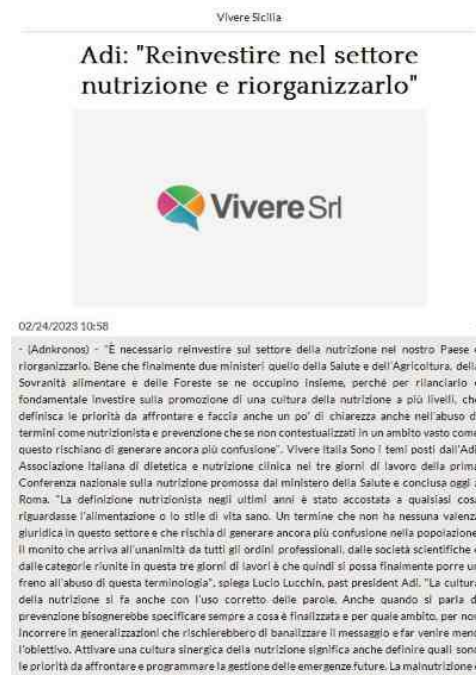 Vivere Sicilia
Adi: "Reinvestire nel settore
nutrizione e riorganizzarlo"
Vivere Srl
02/24/2023 10:58
- (Adnkronos) - "È necessario reinvestire sul settore della nutrizione nel nostro Paese e
riorganizzarlo. Bene che finalmente due ministeri quello della Salute e dell'Agricoltura, della
Sovranità alimentare e delle Foreste se ne occupino insieme, perché per rilanciarlo è
fondamentale investire sulla promozione di una cultura della nutrizione a più livelli, che
definisca le priorità da affrontare e faccia anche un po' di chiarezza anche nell'abuso di
termini come nutrizionista e prevenzione che se non contestualizzati in un ambito vasto come
questo rischiano di generare ancora più confusione". Vivere Italia Sono i temi posti dall'Adi,
Associazione italiana di dietetica e nutrizione clinica nei tre giorni di lavoro della prima
Conferenza nazionale sulla nutrizione promossa dal ministero della Salute e conclusa oggi a
Roma. "La definizione nutrizionista negli ultimi anni è stato accostata a qualsiasi cosa
riguardasse l'alimentazione o lo stile di vita sano. Un termine che non ha nessuna valenza
giuridica in questo settore e che rischia di generare ancora più confusione nella popolazione.
Il monito che arriva all'unanimità da tutti gli ordini professionali, dalle società scientifiche e
dalle categorie riunite in questa tre giorni di lavori è che quindi si possa finalmente porre un
freno all'abuso di questa terminologia", spiega Lucio Lucchin, past president Adi. "La cultura
della nutrizione si fa anche con l'uso corretto delle parole. Anche quando si parla di
prevenzione bisognerebbe specificare sempre a cosa è finalizzata e per quale ambito, per non
incorrere in generalizzazioni che rischierebbero di banalizzare il messaggio e far venire meno
l'obiettivo. Attivare una cultura sinergica della nutrizione significa anche definire quali sono
le priorità da affrontare e programmare la gestione delle emergenze future. La malnutrizione è